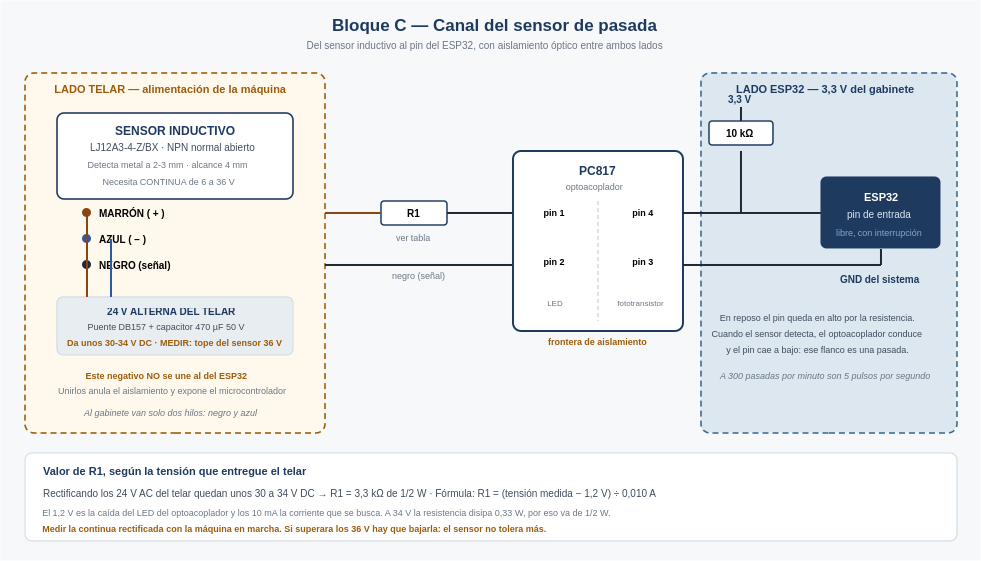 Bloque C — Canal del sensor de pasada
Del sensor inductivo al pin del ESP32, con aislamiento óptico entre ambos lados
LADO TELAR — alimentación de la máquina
SENSOR INDUCTIVO
LJ12A3-4-Z/BX · NPN normal abierto
Detecta metal a 2-3 mm · alcance 4 mm
Necesita CONTINUA de 6 a 36 V
MARRÓN ( + )
AZUL ( – )
NEGRO (señal)
24 V ALTERNA DEL TELAR
Puente DB157 + capacitor 470 µF 50 V
Da unos 30-34 V DC · MEDIR: tope del sensor 36 V
Este negativo NO se une al del ESP32
Unirlos anula el aislamiento y expone el microcontrolador
Al gabinete van solo dos hilos: negro y azul
R1
ver tabla
negro (señal)
PC817
optoacoplador
pin 1
pin 4
pin 2
pin 3
LED
fototransistor
frontera de aislamiento
LADO ESP32 — 3,3 V del gabinete
3,3 V
10 kΩ
ESP32
pin de entrada
libre, con interrupción
GND del sistema
En reposo el pin queda en alto por la resistencia.
Cuando el sensor detecta, el optoacoplador conduce
y el pin cae a bajo: ese flanco es una pasada.
A 300 pasadas por minuto son 5 pulsos por segundo
Valor de R1, según la tensión que entregue el telar
Rectificando los 24 V AC del telar quedan unos 30 a 34 V DC → R1 = 3,3 kΩ de 1/2 W · Fórmula: R1 = (tensión medida − 1,2 V) ÷ 0,010 A
El 1,2 V es la caída del LED del optoacoplador y los 10 mA la corriente que se busca. A 34 V la resistencia disipa 0,33 W, por eso va de 1/2 W.
Medir la continua rectificada con la máquina en marcha. Si superara los 36 V hay que bajarla: el sensor no tolera más.